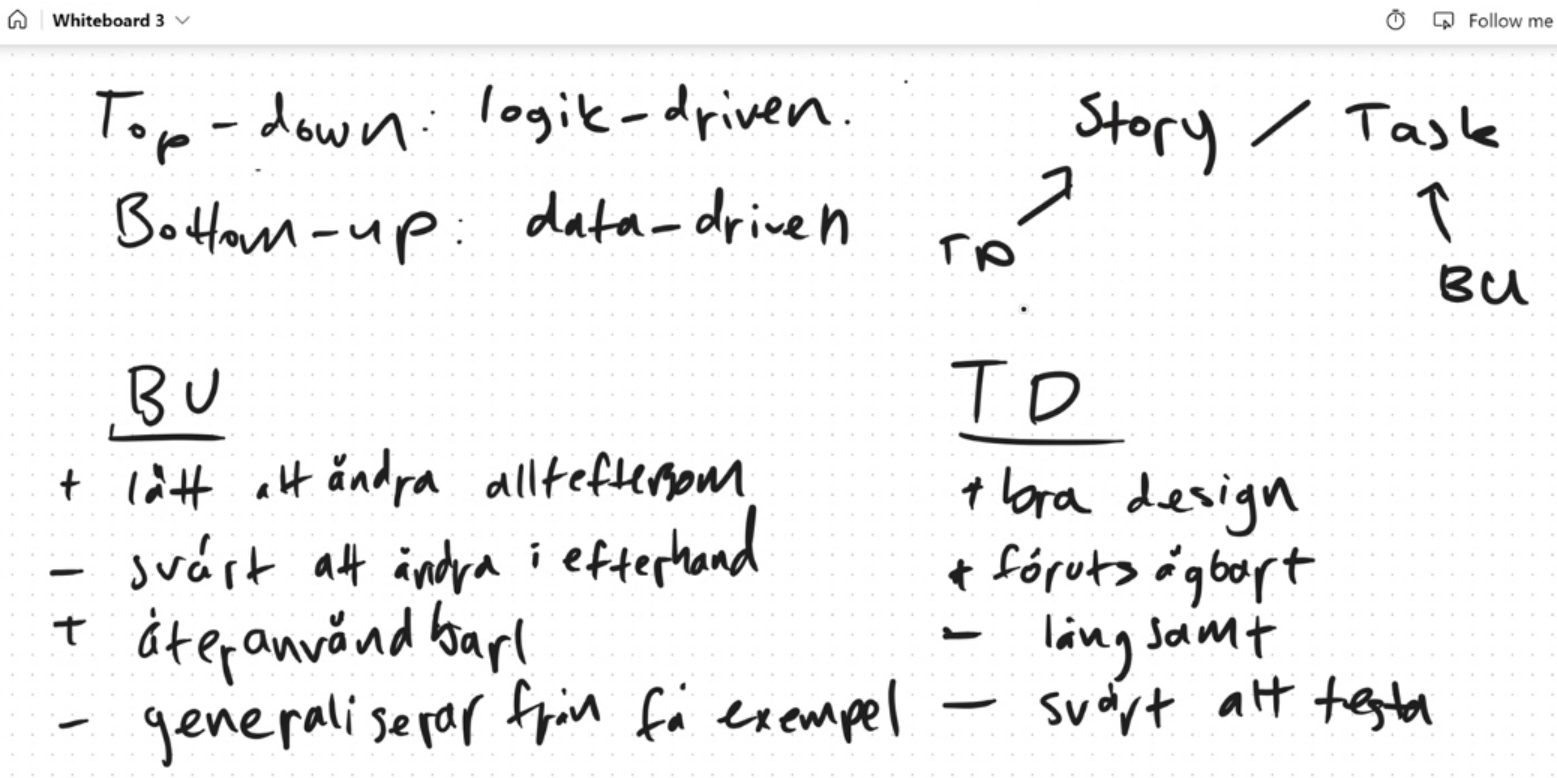 Whiteboard 3
Follow me
Top-down: logik-driven.
Bottom-up: data-driven
Story / Task
TD
BU
BU
+ lätt att ändra allteftersom
- svårt att ändra i efterhand
+ återanvändbart
- generaliserar från få exempel
TD
+ bra design
+ förutsägbart
- långsamt
- svårt att testa